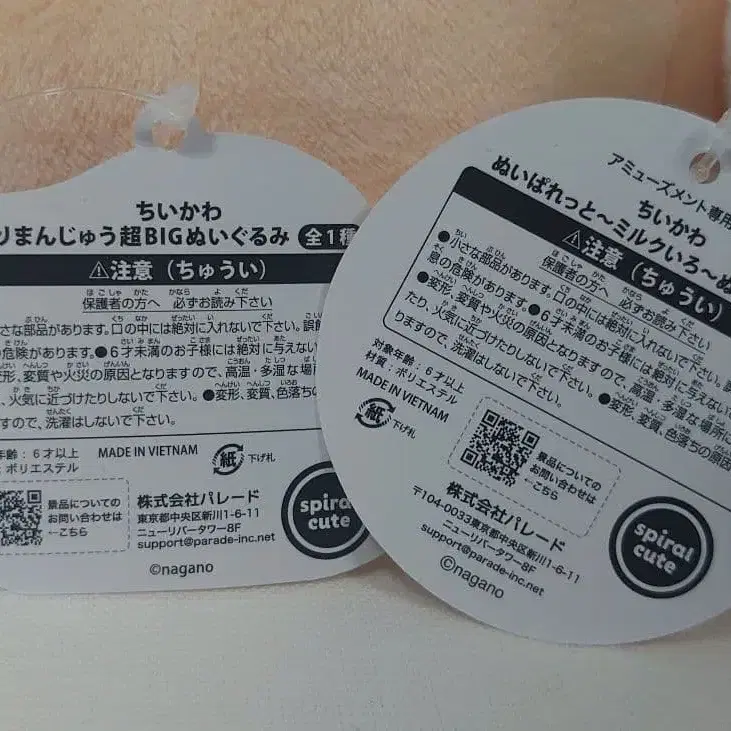 ちいかわ
りまんじゅう超BIGぬいぐるみ 全1種
⚠注意（ちゅうい）
保護者の方へ 必ずお読み下さい
さな部品があります。口の中には絶対に入れないで下さい。誤飲
危険があります。●6才未満のお子様には絶対に与えない
形、変質や火災の原因となりますので、高温・多湿な場所
、火気に近づけたりしないで下さい。●変形、変質、色落ちの
すので、洗濯はしないで下さい。
年齢：6才以上 MADE IN VIETNAM
：ポリエステル
紙 下げ札
景品についての
お問い合わせは
←こちら
株式会社パレード
東京都中央区新川1-6-11
ニューリバータワー8F
support@parade-inc.net
spiral
cute
©nagano
アミューズメント専用
ちいかわ
ぬいぱれっと～ミルクいろ～ぬ
⚠注意（ちゅうい）
保護者の方へ 必ずお読み下さい
●小さな部品があります。口の中には絶対に入れないで下さい。
息の危険があります。●6才未満のお子様には絶対に与えない
●変形、変質や火災の原因となりますので、高温・多湿な場所に
たり、火気に近づけたりしないで下さい。●変形、変質、色落ちの原因
りますので、洗濯はしないで下さい。
対象年齢：6才以上
材質：ポリエステル
MADE IN VIETNAM
紙 下げ札
景品についての
お問い合わせは
←こちら
株式会社パレード
〒104-0033東京都中央区新川1-6-11
ニューリバータワー8F
support@parade-inc.net
spiral
cute
©nagano